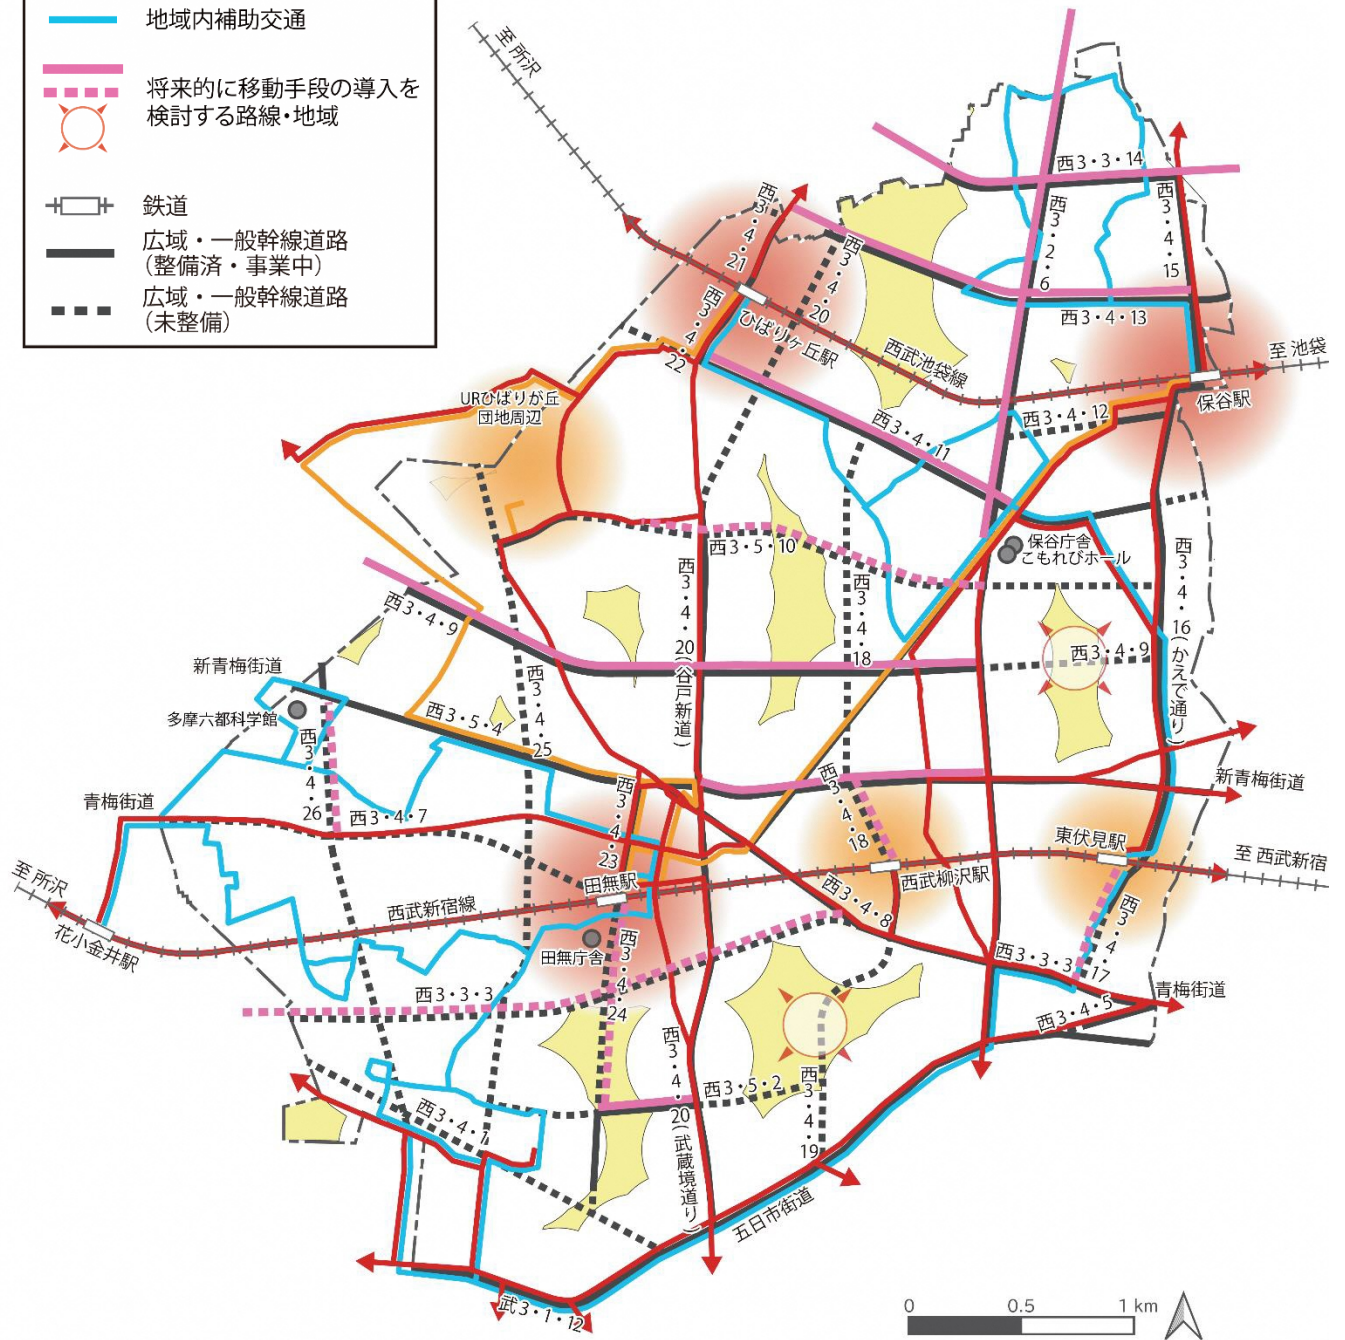 地域内補助交通
将来的に移動手段の導入を
検討する路線・地域
鉄道
広域・一般幹線道路
(整備済・事業中)
広域・一般幹線道路
(未整備)
至 所沢
西3・3・14
西3・4・21
西3・2・6
西3・4・15
西3・4・20
西3・4・22
ひばりヶ丘駅
西武池袋線
西3・4・13
至 池袋
保谷駅
URひばりが丘
団地周辺
西3・4・12
西3・4・11
西3・5・10
保谷庁舎
こもれびホール
西3・4・20(谷戸新道)
西3・4・18
西3・4・16(かえで通り)
西3・4・9
西3・4・9
新青梅街道
多摩六都科学館
西3・4・25
西3・5・4
西3・4・26
青梅街道
西3・4・7
西3・4・23
西3・4・18
新青梅街道
東伏見駅
至 西武新宿
至 所沢
花小金井駅
西武新宿線
田無駅
西武柳沢駅
西3・4・8
西3・4・17
田無庁舎
西3・4・24
西3・3・3
西3・3・3
青梅街道
西3・4・5
西3・4・20(武蔵境通り)
西3・5・2
西3・4・19
西3・4・1
五日市街道
武3・1・12
0 0.5 1 km